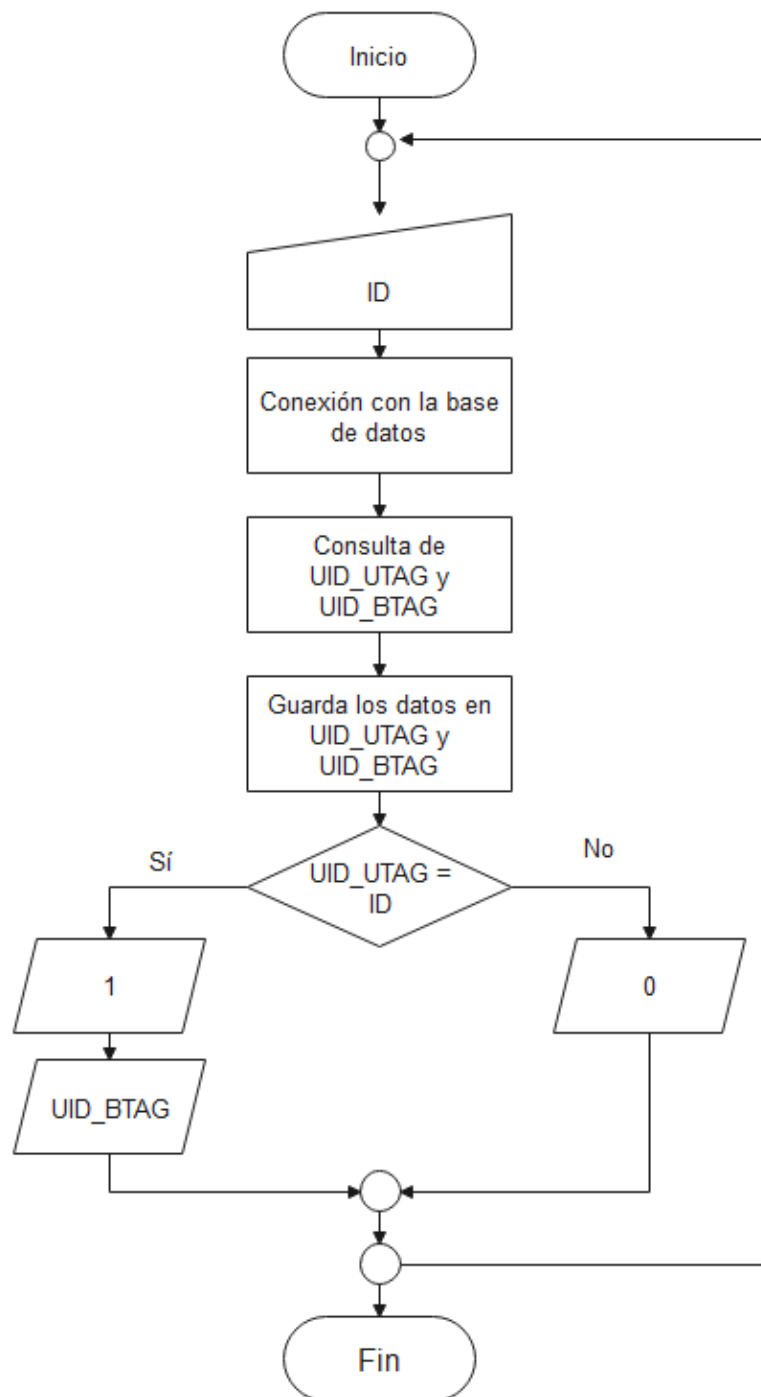 Inicio
ID
Conexión con la base
de datos
Consulta de
UID_UTAG y
UID_BTAG
Guarda los datos en
UID_UTAG y
UID_BTAG
Sí
No
UID_UTAG =
ID
1
0
UID_BTAG
Fin